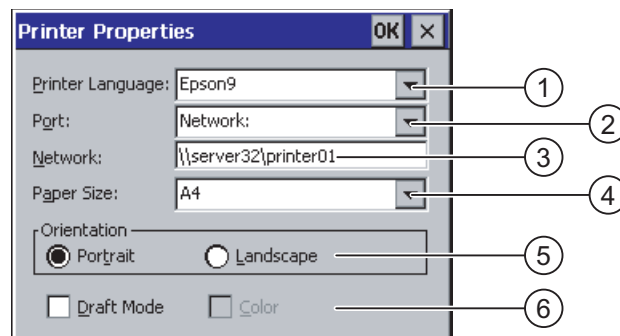 Printer Properties OK ×
Printer Language: Epson9 1
Port: Network: 2
Network: \\server32\printer01 3
Paper Size: A4 4
Orientation
Portrait Landscape 5
Draft Mode Color 6